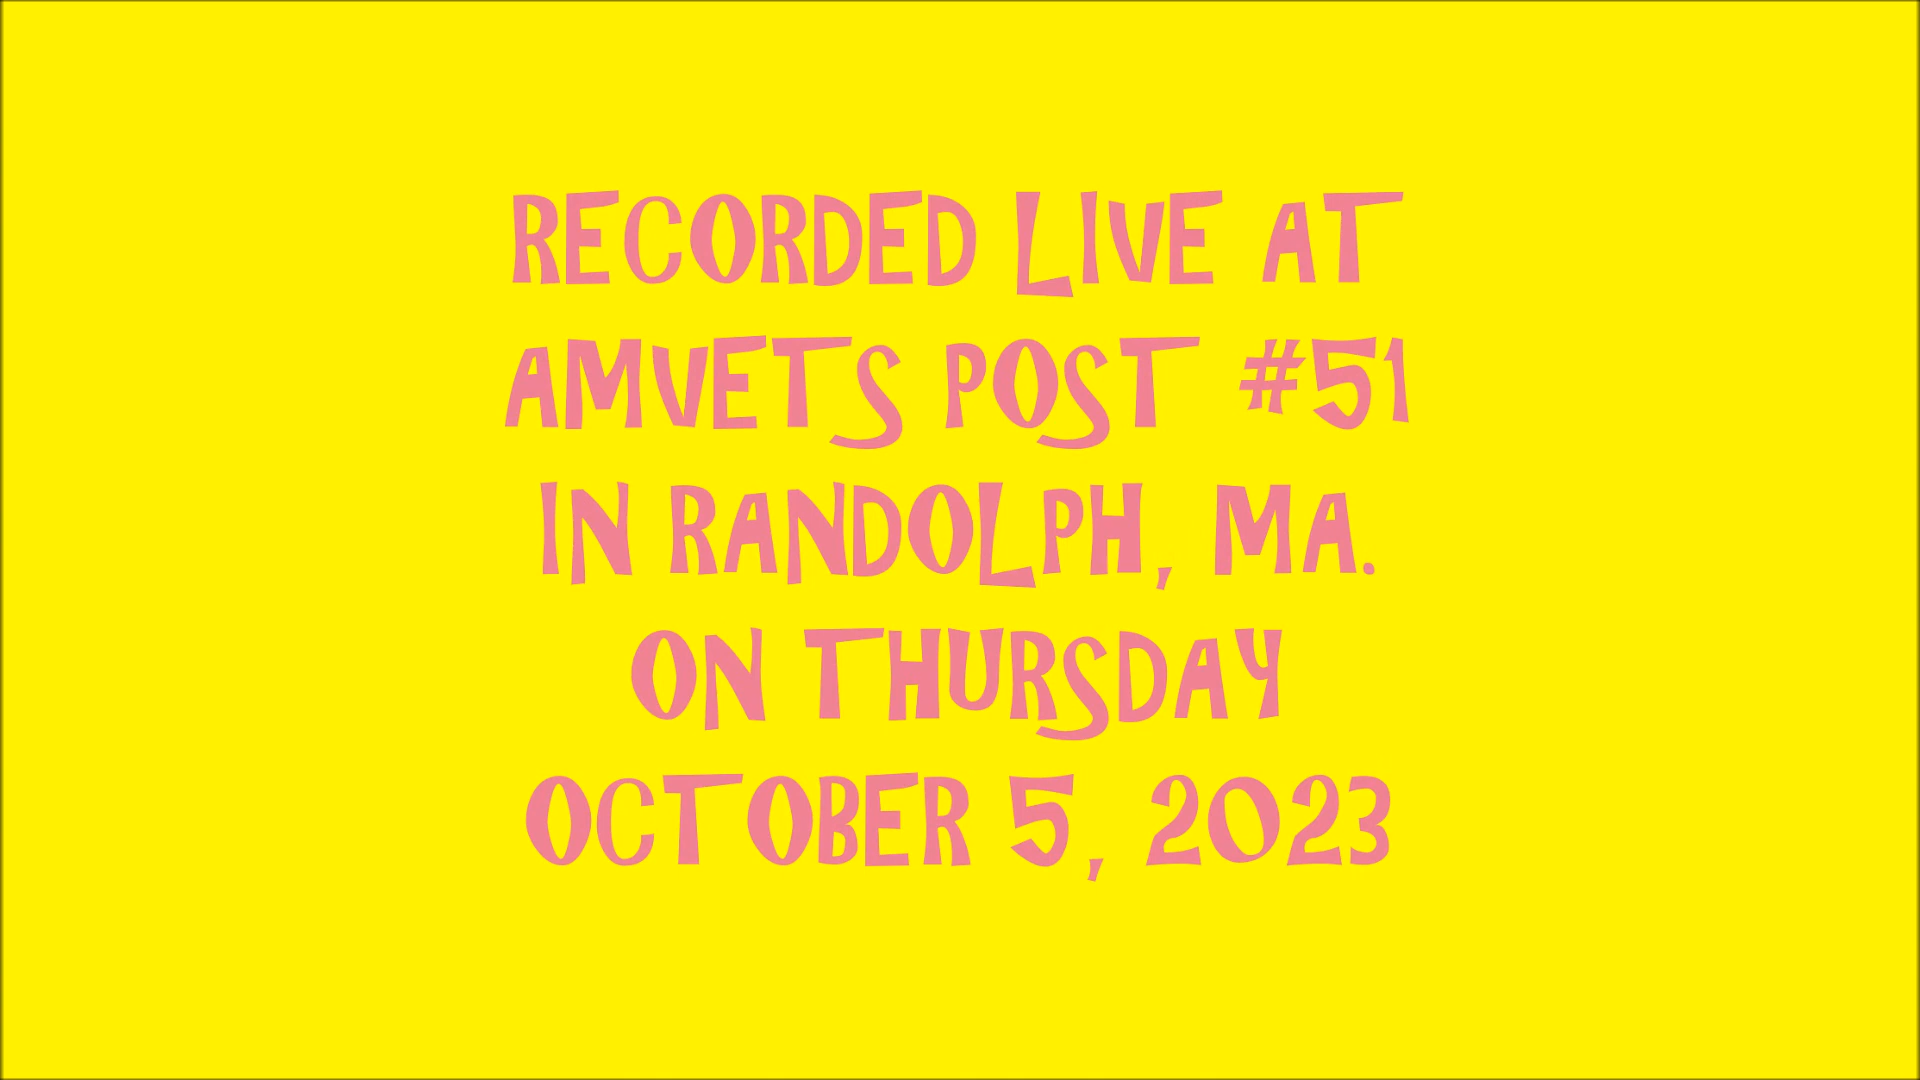 RECORDED LIVE AT
AMVETS POST #51
IN RANDOLPH, MA.
ON THURSDAY
OCTOBER 5, 2023